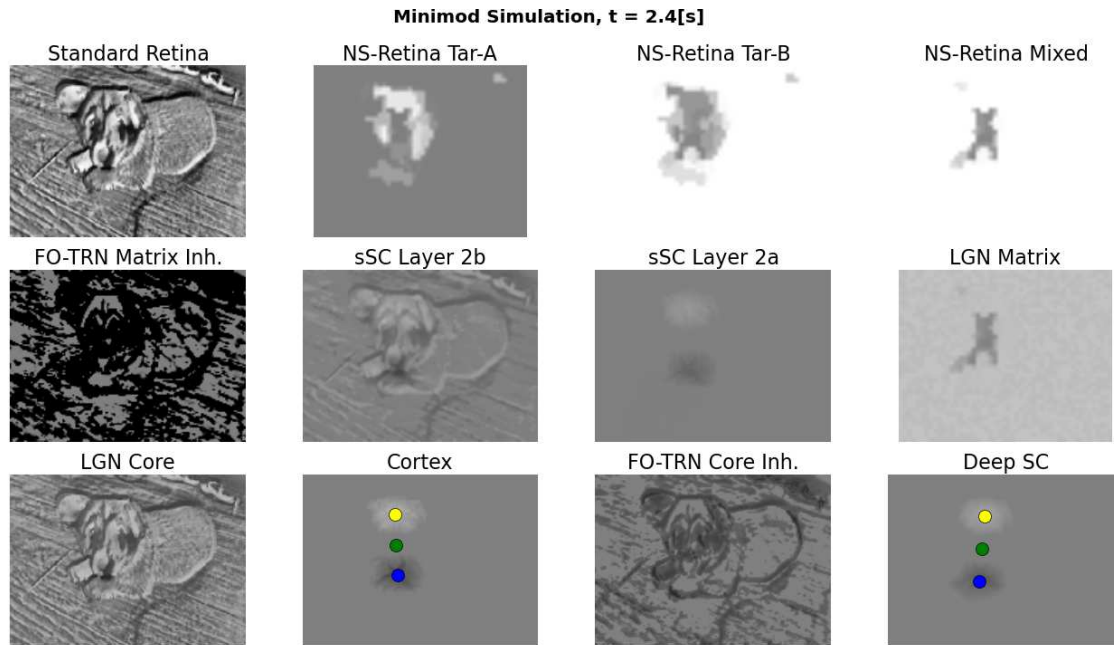 Minimod Simulation, t = 2.4[s]
Standard Retina
NS-Retina Tar-A
NS-Retina Tar-B
NS-Retina Mixed
FO-TRN Matrix Inh.
sSC Layer 2b
sSC Layer 2a
LGN Matrix
LGN Core
Cortex
FO-TRN Core Inh.
Deep SC